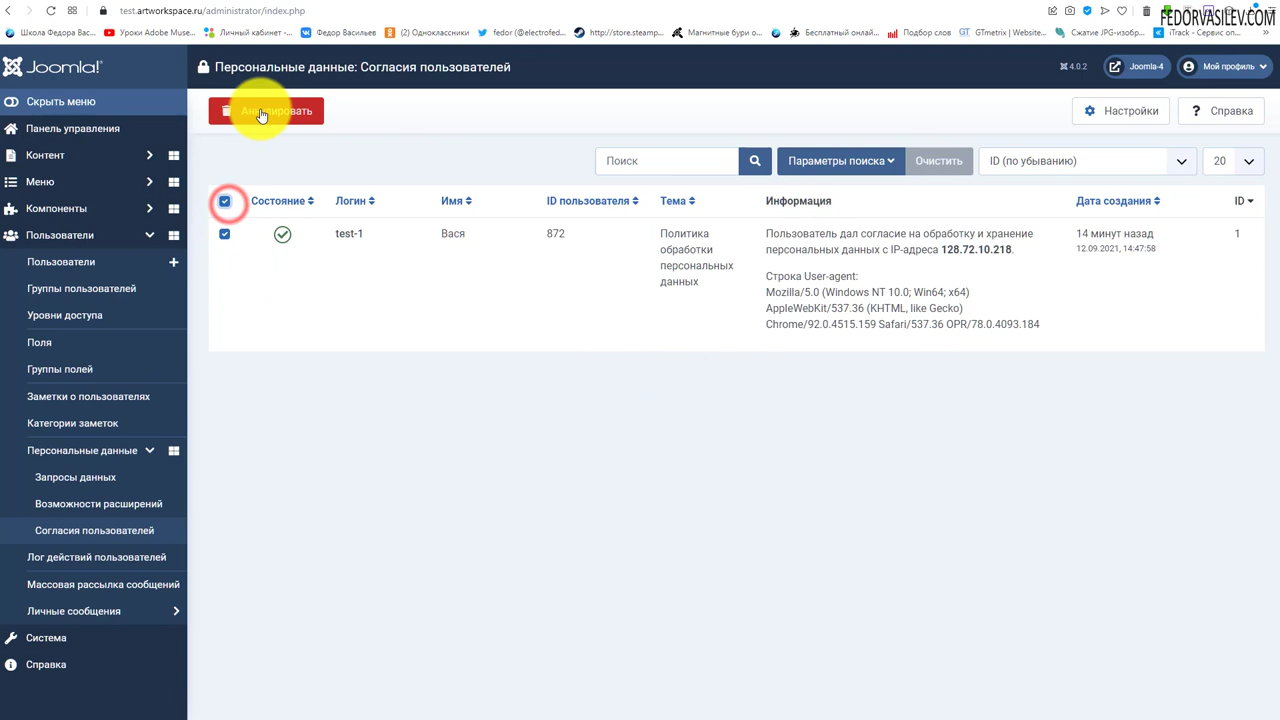 test.artworkspace.ru/administrator/index.php
FEDORVASILEV.COM
Школа Федора Вас...
Уроки Adobe Muse...
Личный кабинет -...
Федор Васильев
Одноклассники
fedor (@electrofed...
http://store.steamp...
Магнитные бури о...
Бесплатный онлай...
Подбор слов
GTmetrix | Website...
Сжатие JPG-изобр...
iTrack - Сервис оп...
Joomla!
Персональные данные: Согласия пользователей
4.0.2
Joomla-4
Мой профиль
Скрыть меню
Панель управления
Контент
Меню
Компоненты
Пользователи
Пользователи
Группы пользователей
Уровни доступа
Поля
Группы полей
Заметки о пользователях
Категории заметок
Персональные данные
Запросы данных
Возможности расширений
Согласия пользователей
Лог действий пользователей
Массовая рассылка сообщений
Личные сообщения
Система
Справка
Аннулировать
Настройки
? Справка
Поиск
Параметры поиска
Очистить
ID (по убыванию)
20
Состояние Логин Имя ID пользователя Тема Информация Дата создания ID
test-1
Вася
872
Политика
обработки
персональных
данных
Пользователь дал согласие на обработку и хранение
персональных данных с IP-адреса 128.72.10.218.
Строка User-agent:
Mozilla/5.0 (Windows NT 10.0; Win64; x64)
AppleWebKit/537.36 (KHTML, like Gecko)
Chrome/92.0.4515.159 Safari/537.36 OPR/78.0.4093.184
14 минут назад
12.09.2021, 14:47:58
1